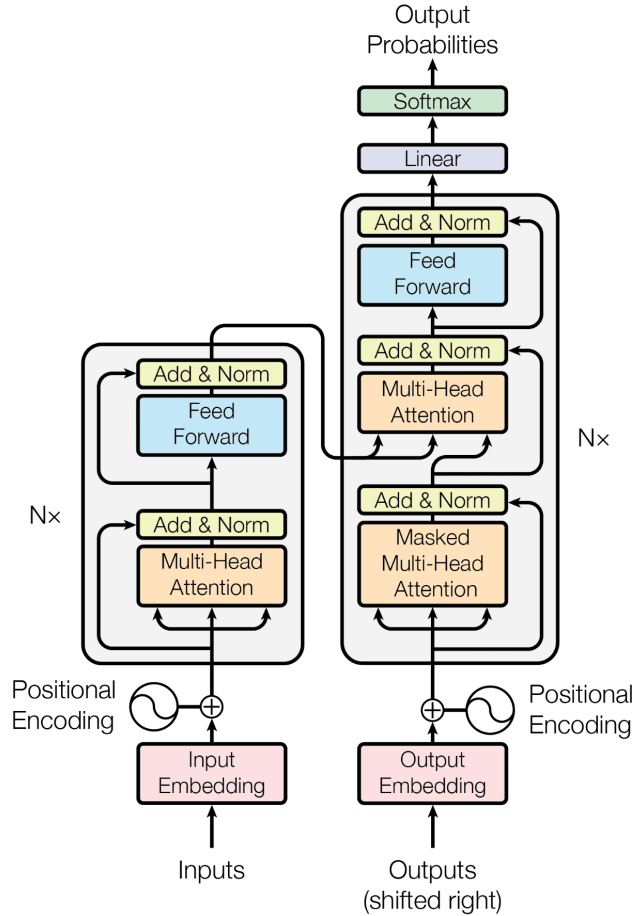 Output
Probabilities
Softmax
Linear
Add & Norm
Feed
Forward
Add & Norm
Multi-Head
Attention
Add & Norm
Masked
Multi-Head
Attention
N×
Add & Norm
Feed
Forward
Add & Norm
Multi-Head
Attention
N×
Positional
Encoding
Positional
Encoding
Input
Embedding
Output
Embedding
Inputs
Outputs
(shifted right)